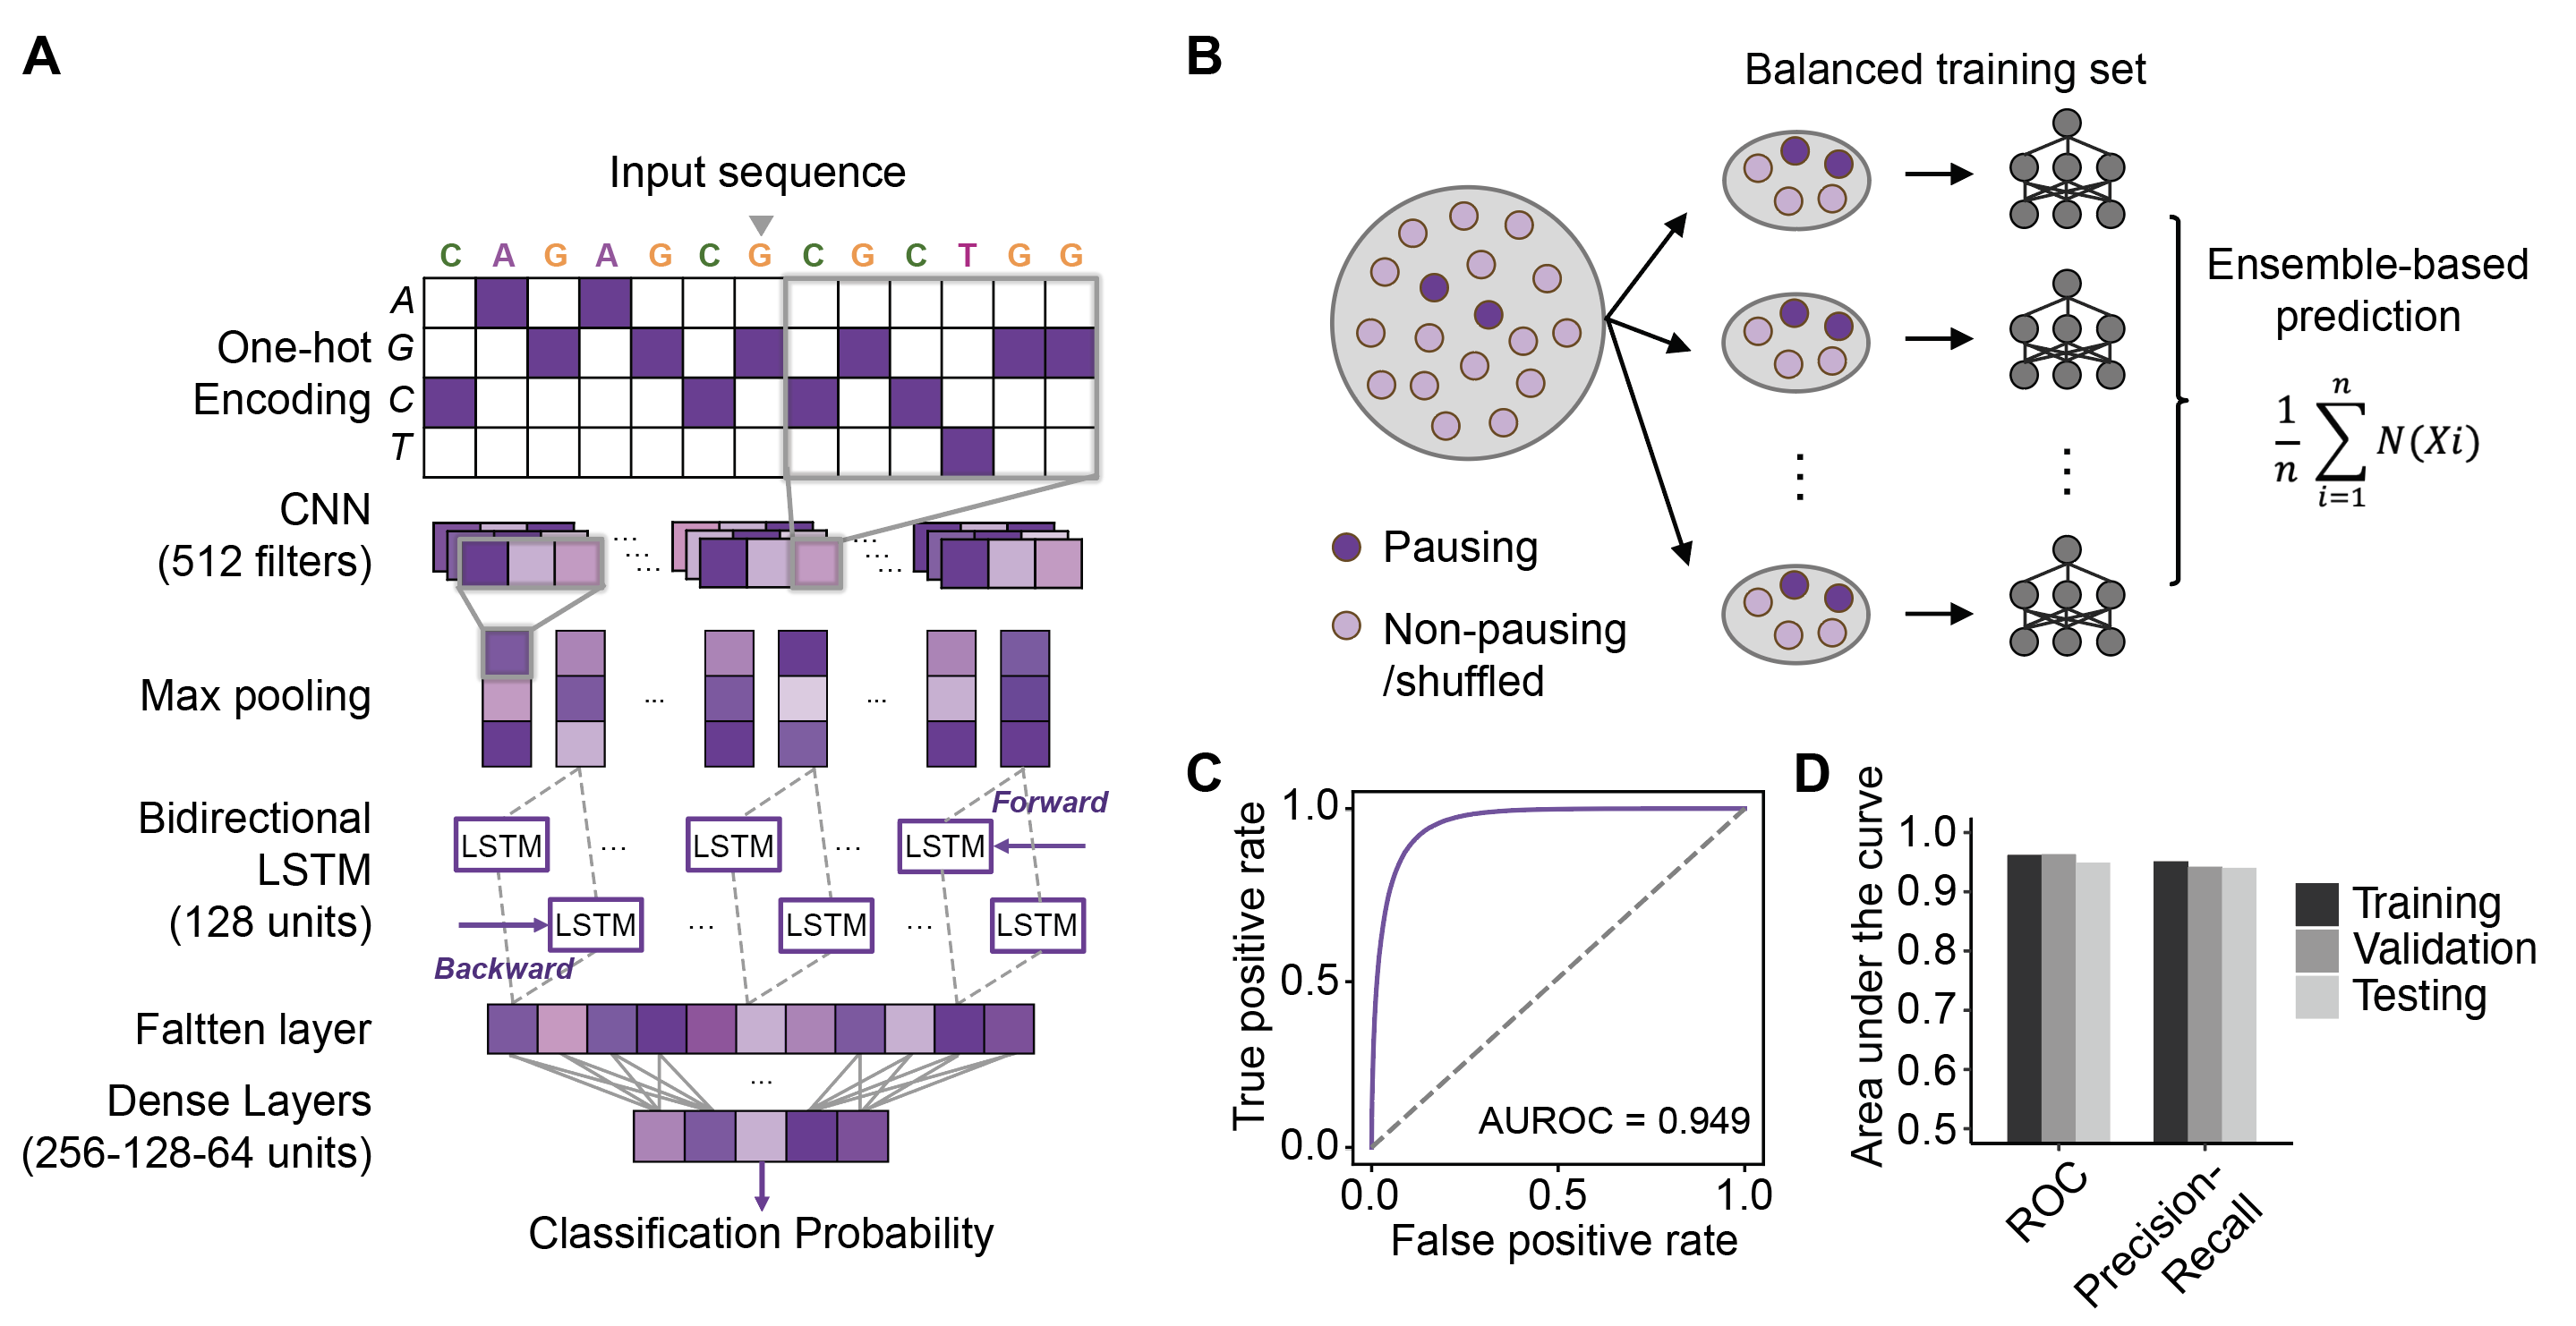 A
Input sequence
C A G A G C G C G C T G G
A
G
C
T
One-hot
Encoding
CNN
(512 filters)
...
...
...
...
...
...
Max pooling
...
...
Bidirectional
LSTM
(128 units)
Forward
LSTM ... LSTM ... LSTM
LSTM ... LSTM ... LSTM
Backward
Faltten layer
...
Dense Layers
(256-128-64 units)
Classification Probability
B
Balanced training set
Ensemble-based
prediction
1/n ∑ n i=1 N(Xi)
Pausing
Non-pausing
/shuffled
C
True positive rate
1.0
0.5
0.0
AUROC = 0.949
0.0 0.5 1.0
False positive rate
D
Area under the curve
1.0
0.9
0.8
0.7
0.6
0.5
ROC
Precision-
Recall
Training
Validation
Testing